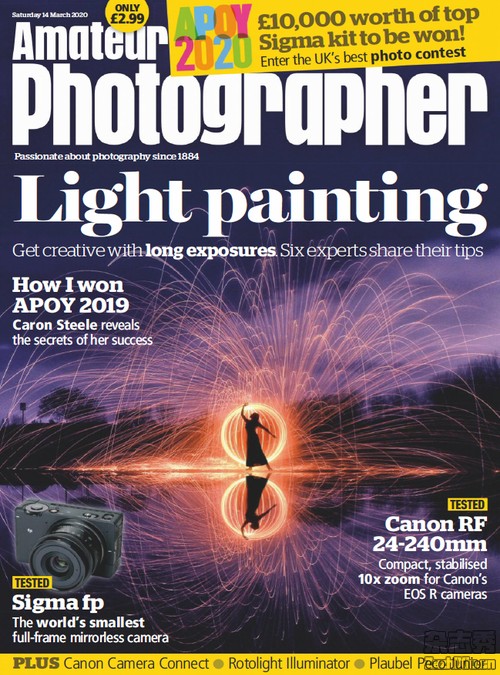 Saturday 14 March 2020
ONLY
£2.99
APOY
2020
£10,000 worth of top
Sigma kit to be won!
Enter the UK's best photo contest
Amateur
Photographer
Passionate about photography since 1884
Light painting
Get creative with long exposures. Six experts share their tips
How I won
APOY 2019
Caron Steele reveals
the secrets of her success
TESTED
Sigma fp
The world's smallest
full-frame mirrorless camera
TESTED
Canon RF
24-240mm
Compact, stabilised
10x zoom for Canon's
EOS R cameras
PLUS Canon Camera Connect ● Rotolight Illuminator ● Plaubel Peco Junior